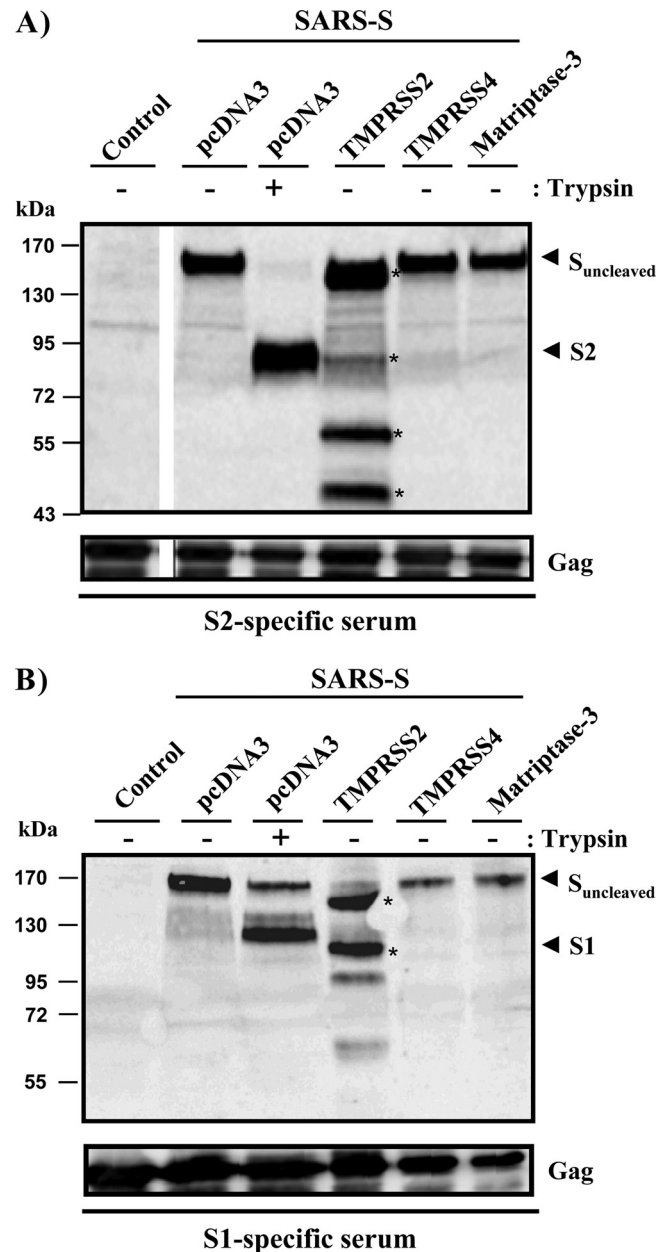 A)
SARS-S
Control pcDNA3 pcDNA3 TMPRSS2 TMPRSS4 Matriptase-3
- - + - - - : Trypsin
kDa
170
130
95
72
55
43
◄ Suncleaved
◄ S2
*
*
*
*
Gag
S2-specific serum
B)
SARS-S
Control pcDNA3 pcDNA3 TMPRSS2 TMPRSS4 Matriptase-3
- - + - - - : Trypsin
kDa
170
130
95
72
55
◄ Suncleaved
◄ S1
*
*
Gag
S1-specific serum